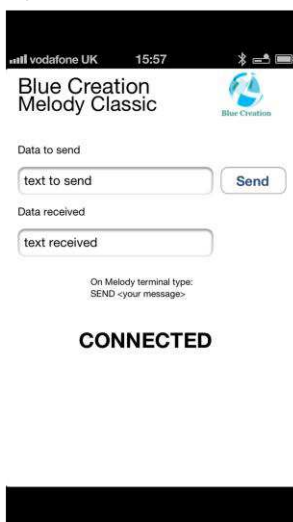 vodafone UK 15:57
Blue Creation
Melody Classic
Blue Creation
Data to send
text to send Send
Data received
text received
On Melody terminal type:
SEND <your message>
CONNECTED